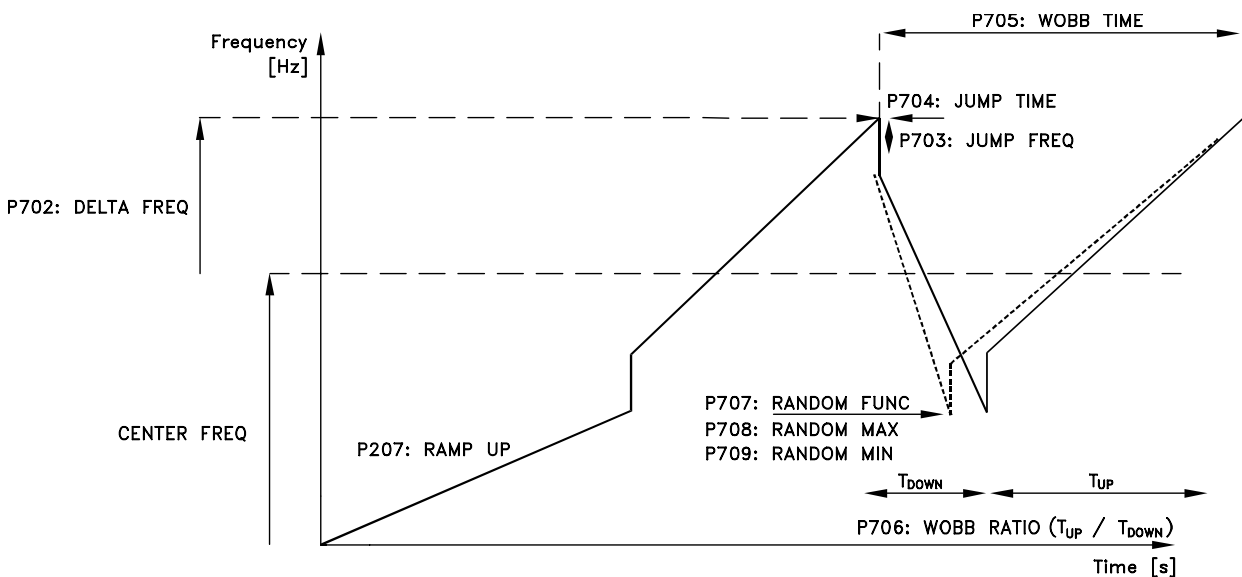 P705: WOBB TIME
Frequency
[Hz]
P704: JUMP TIME
P703: JUMP FREQ
P702: DELTA FREQ
P707: RANDOM FUNC
P708: RANDOM MAX
P709: RANDOM MIN
CENTER FREQ
P207: RAMP UP
TDOWN
TUP
P706: WOBB RATIO (TUP / TDOWN)
Time [s]